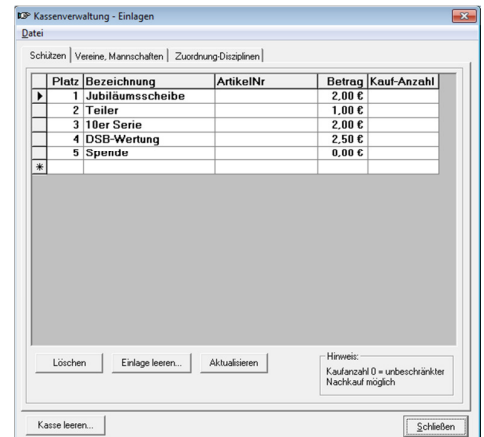 Kassenverwaltung - Einlagen
Datei
Schützen Vereine, Mannschaften Zuordnung-Disziplinen
Platz Bezeichnung ArtikelNr Betrag Kauf-Anzahl
1 Jubiläumsscheibe 2,00 €
2 Teiler 1,00 €
3 10er Serie 2,00 €
4 DSB-Wertung 2,50 €
5 Spende 0,00 €
Löschen Einlage leeren... Aktualisieren
Hinweis:
Kaufanzahl 0 = unbeschränkter
Nachkauf möglich
Kasse leeren... Schließen